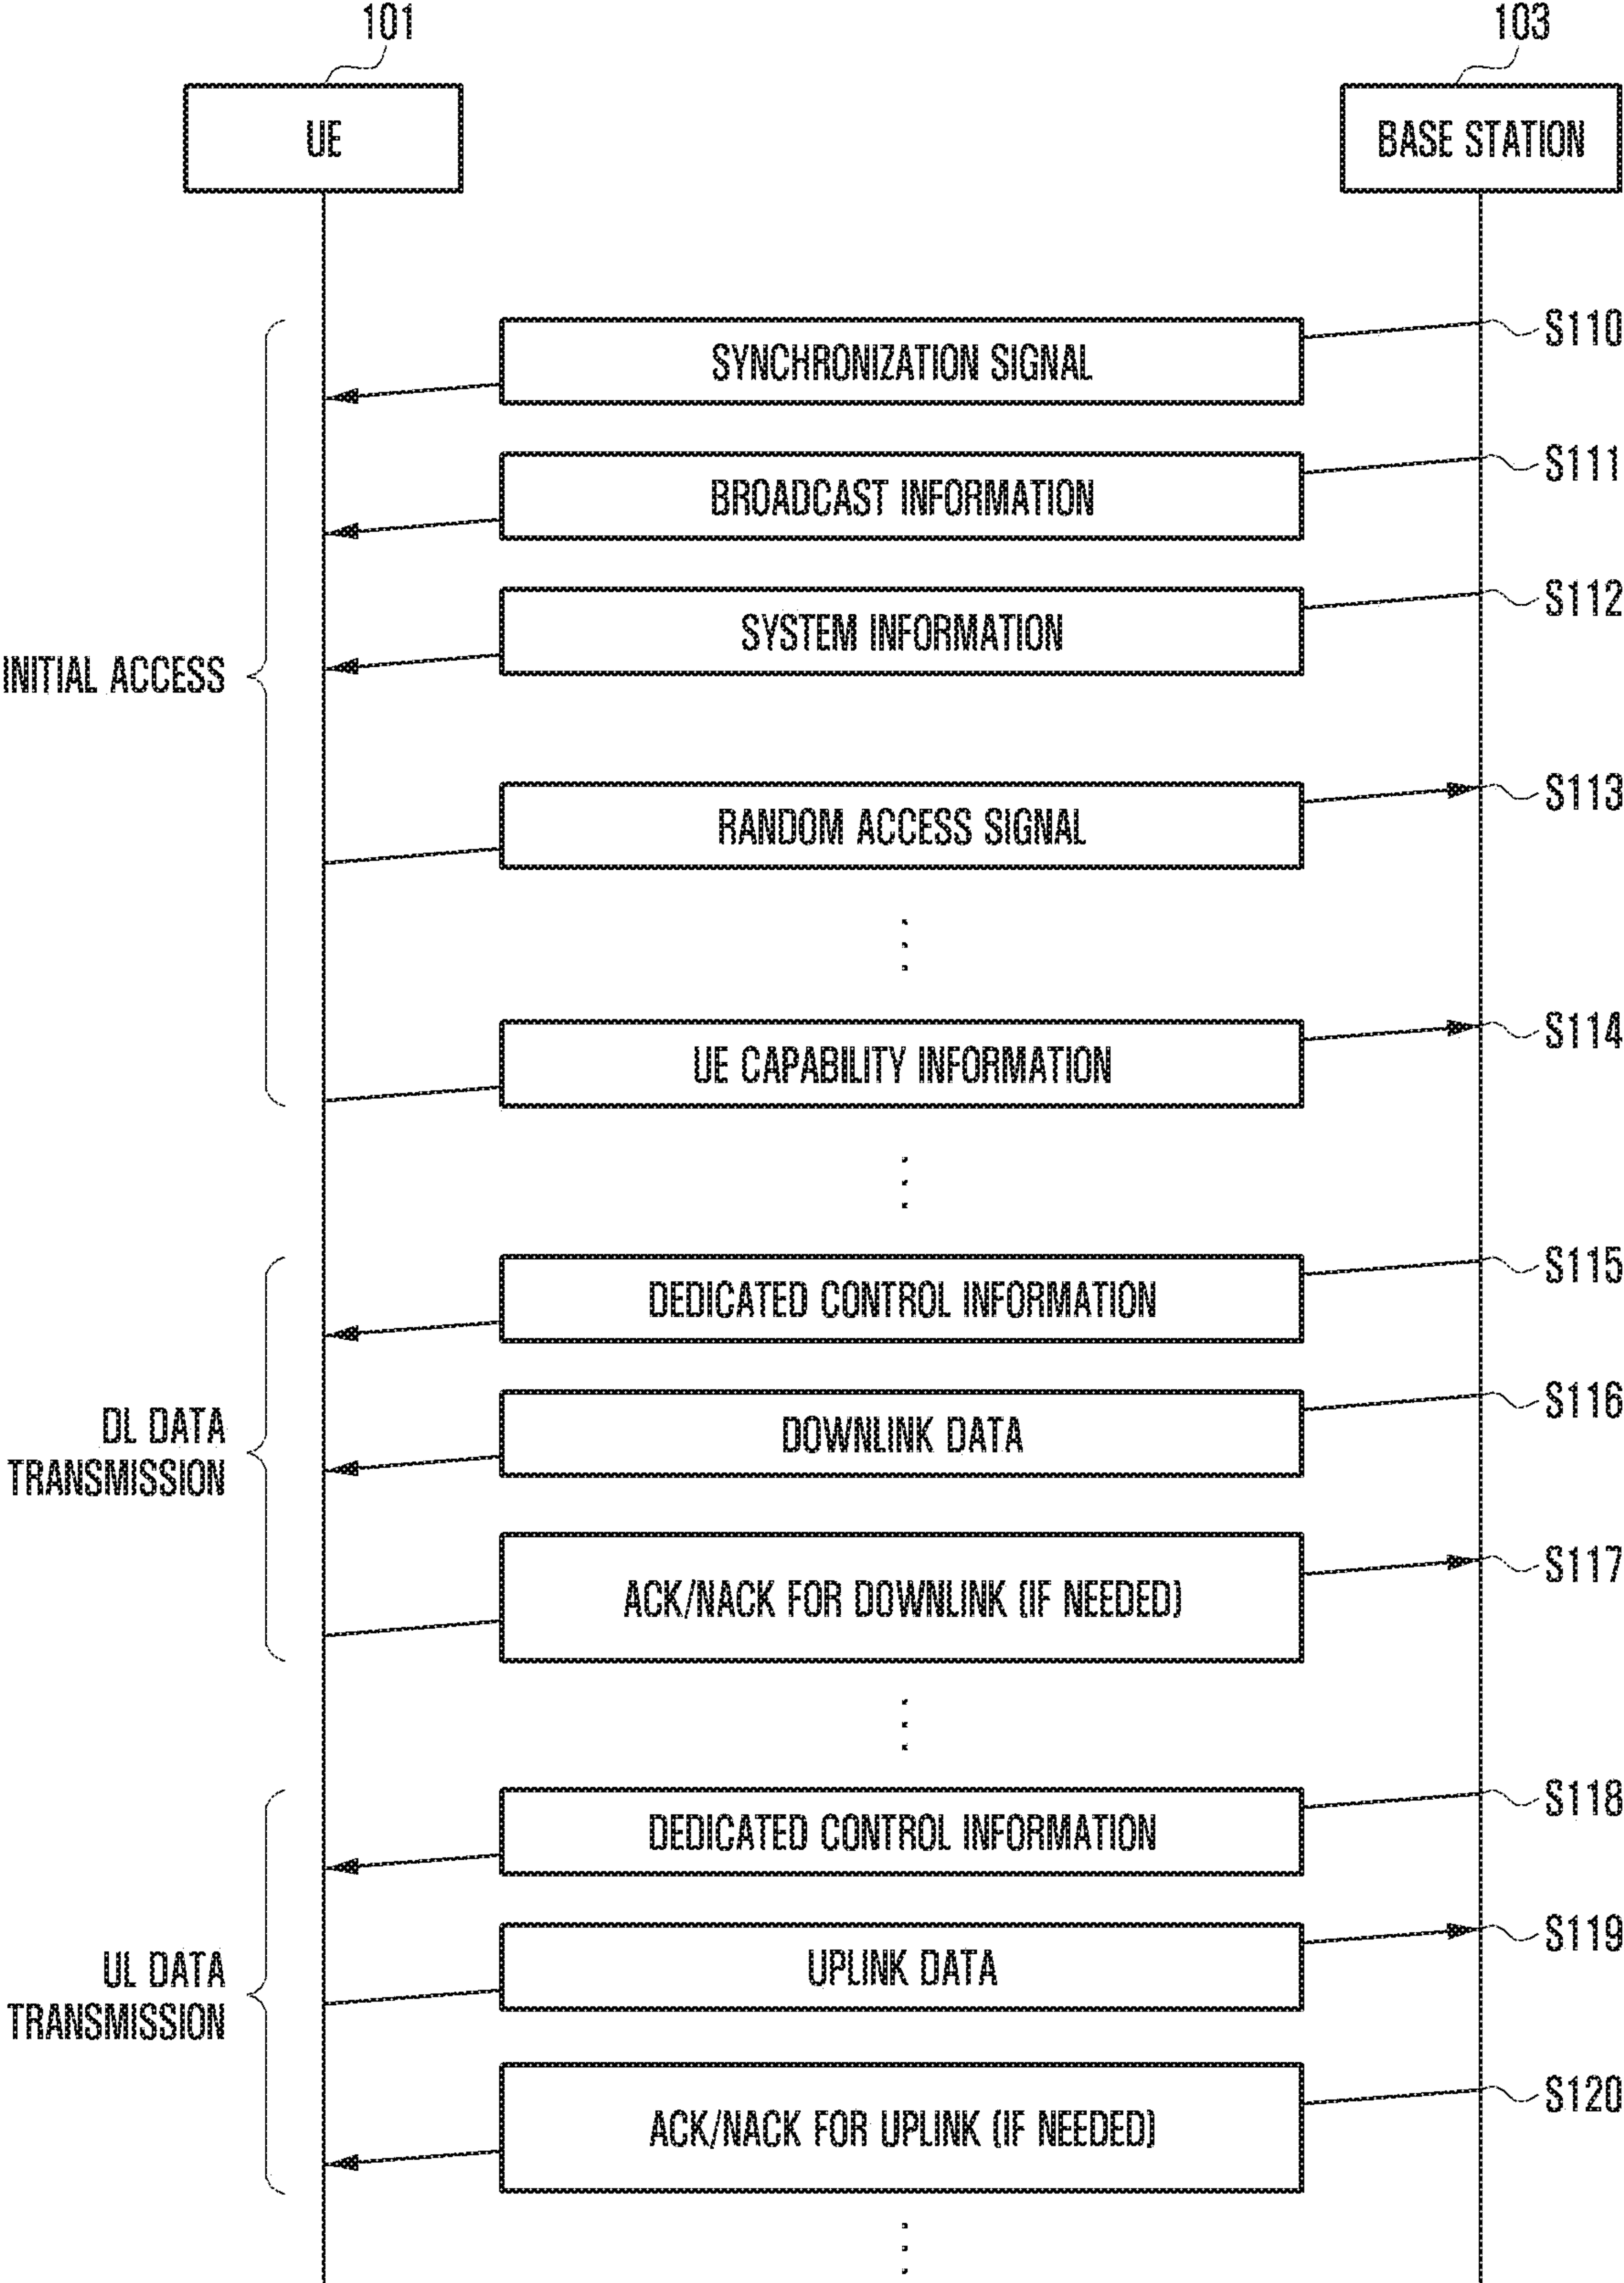 101
103
UE
BASE STATION
SYNCHRONIZATION SIGNAL
S110
BROADCAST INFORMATION
S111
SYSTEM INFORMATION
S112
INITIAL ACCESS
RANDOM ACCESS SIGNAL
S113
UE CAPABILITY INFORMATION
S114
DEDICATED CONTROL INFORMATION
S115
DL DATA
TRANSMISSION
DOWNLINK DATA
S116
ACK/NACK FOR DOWNLINK (IF NEEDED)
S117
DEDICATED CONTROL INFORMATION
S118
UL DATA
TRANSMISSION
UPLINK DATA
S119
ACK/NACK FOR UPLINK (IF NEEDED)
S120